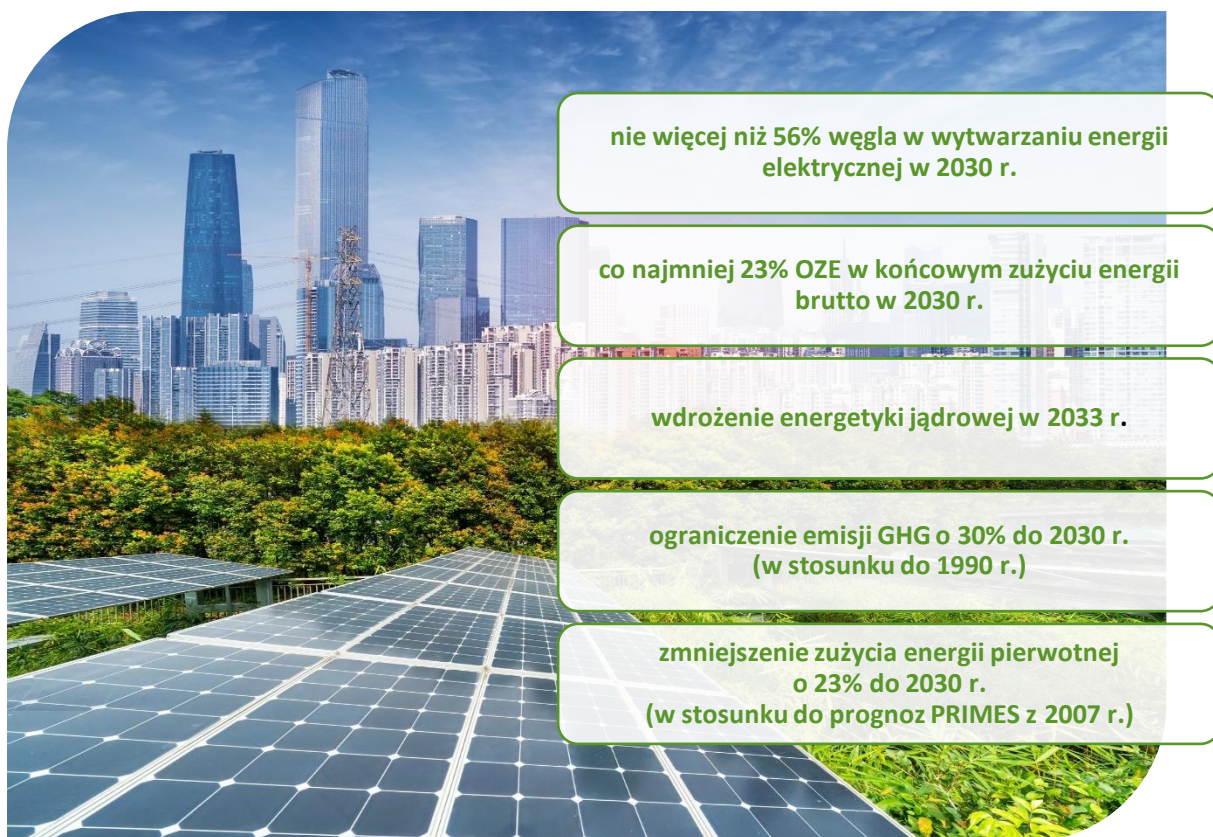 nie więcej niż 56% węgla w wytwarzaniu energii
elektrycznej w 2030 r.
co najmniej 23% OZE w końcowym zużyciu energii
brutto w 2030 r.
wdrożenie energetyki jądrowej w 2033 r.
ograniczenie emisji GHG o 30% do 2030 r.
(w stosunku do 1990 r.)
zmniejszenie zużycia energii pierwotnej
o 23% do 2030 r.
(w stosunku do prognoz PRIMES z 2007 r.)